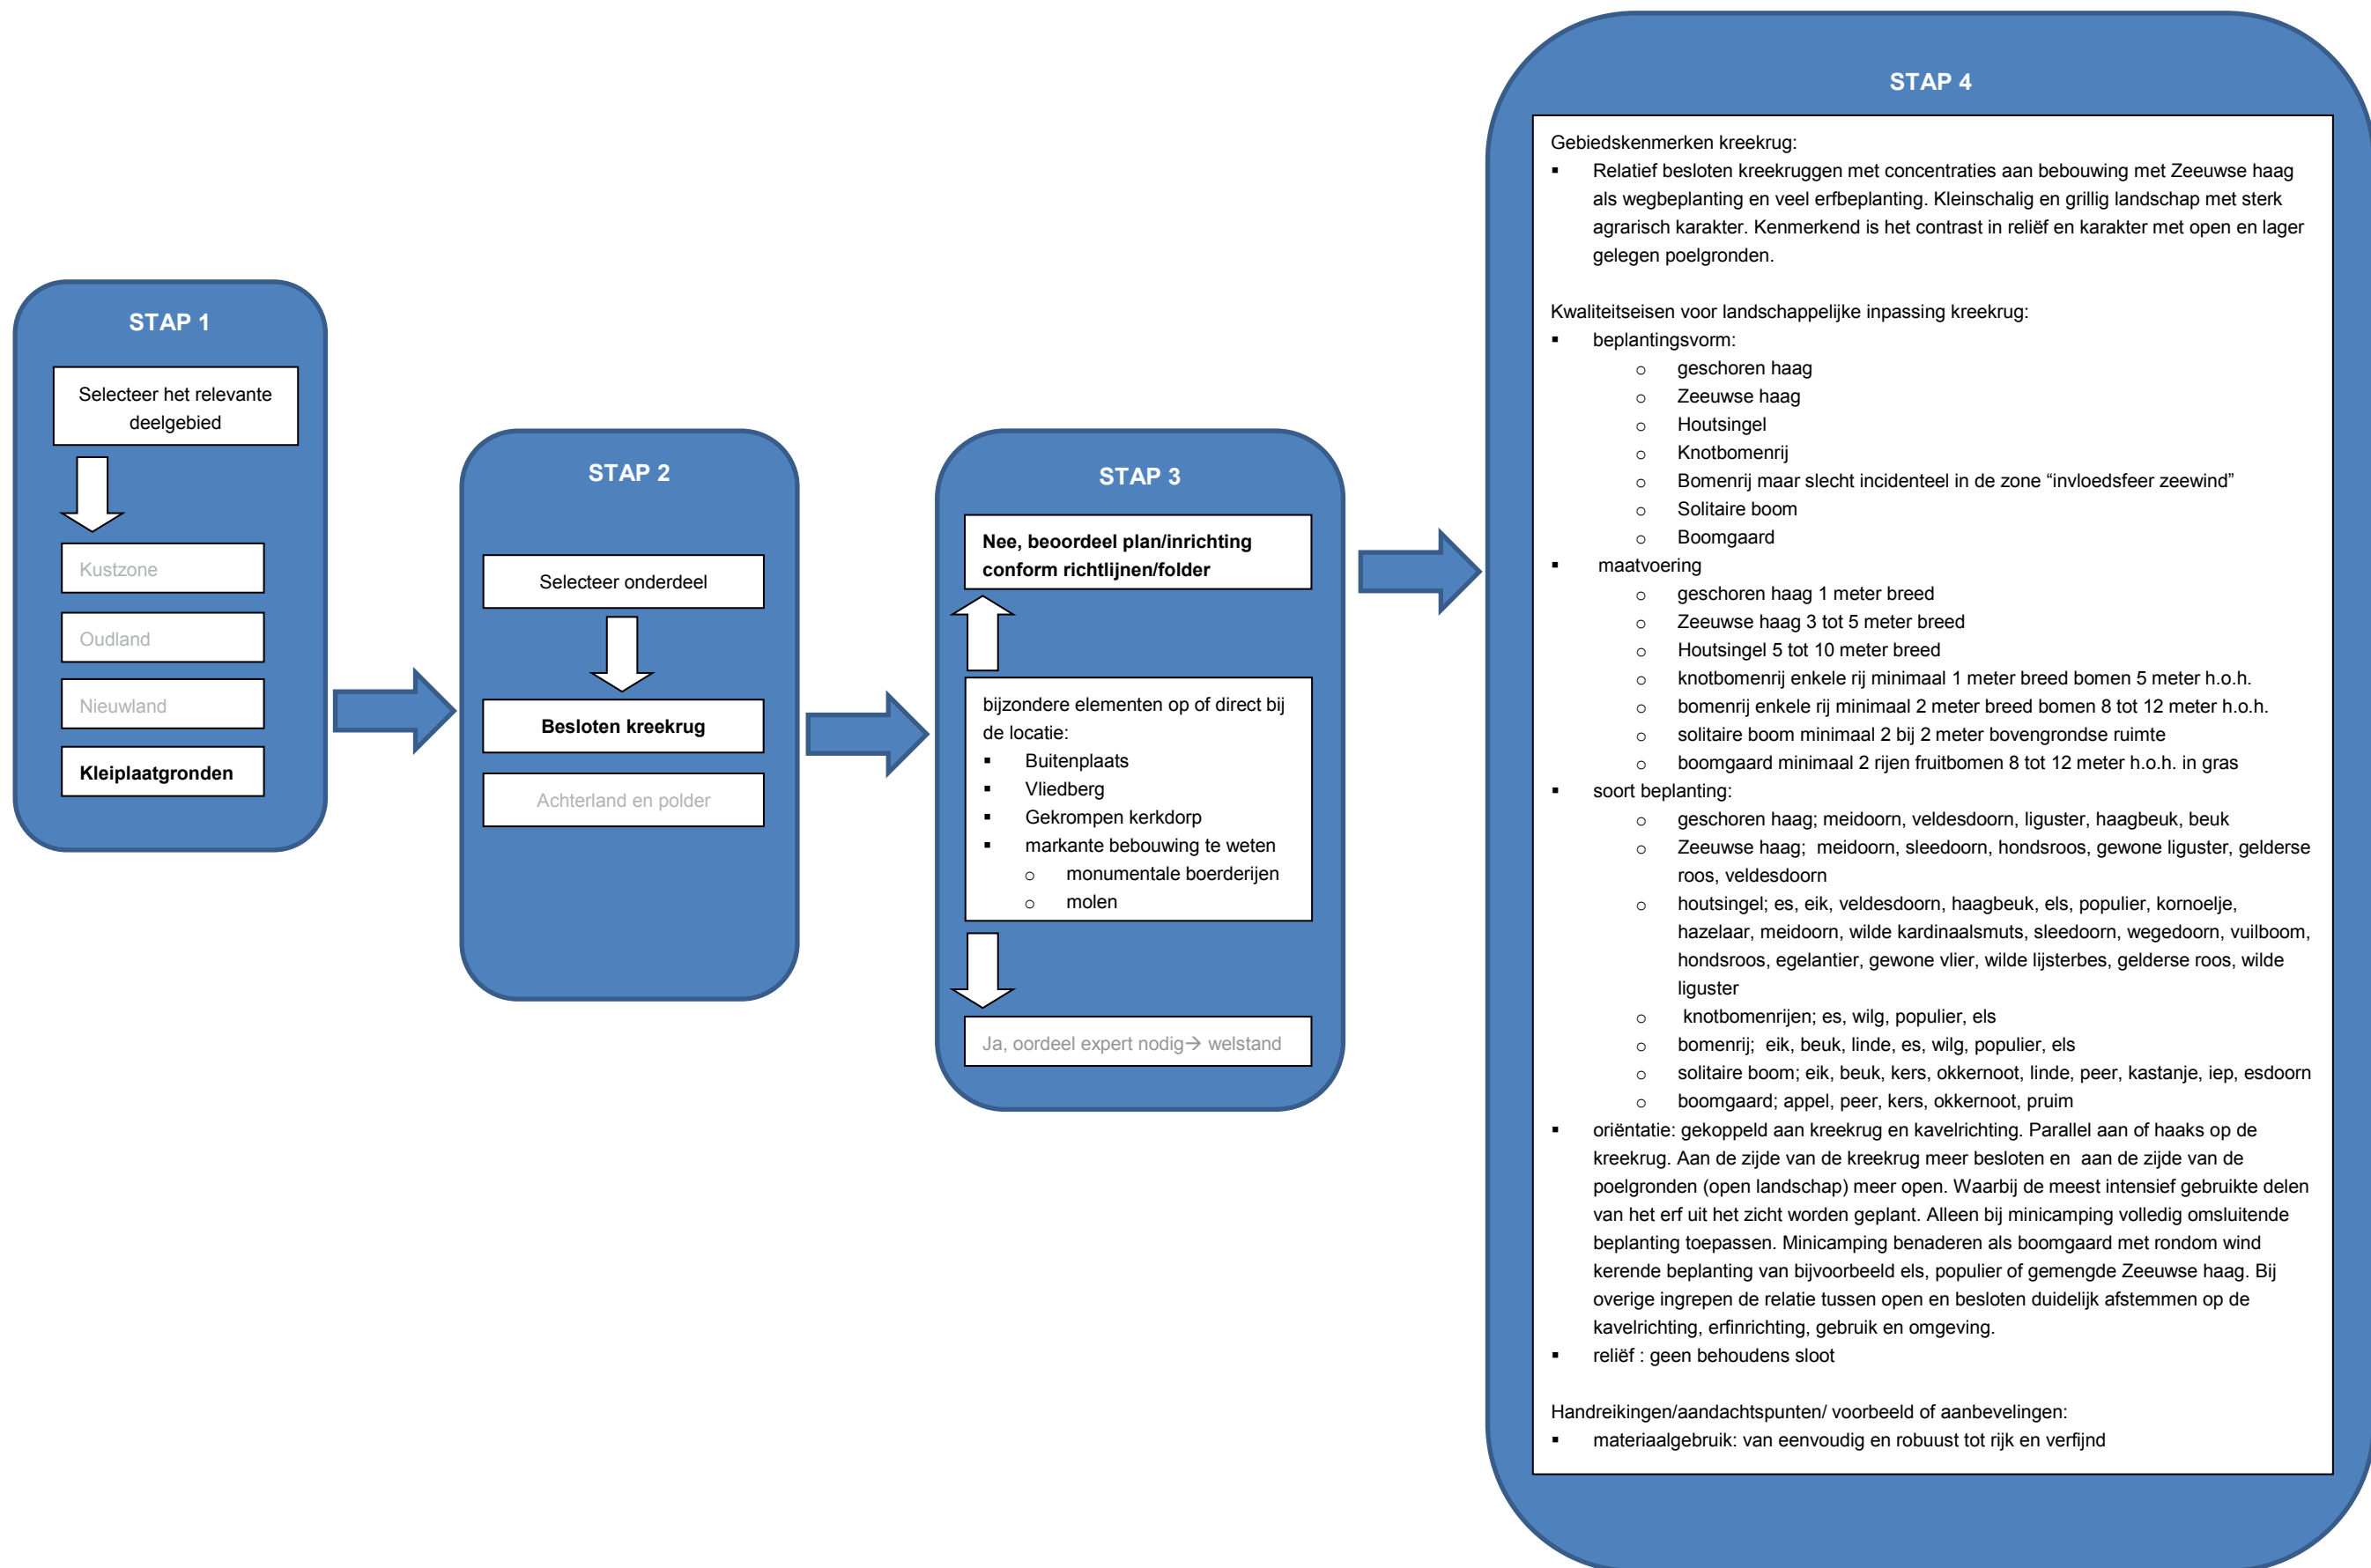 STAP 1
Selecteer het relevante
deelgebied
Kustzone
Oudland
Nieuwland
Kleiplaatgronden
STAP 2
Selecteer onderdeel
Besloten kreekrug
Achterland en polder
STAP 3
Nee, beoordeel plan/inrichting
conform richtlijnen/folder
bijzondere elementen op of direct bij
de locatie:
▪ Buitenplaats
▪ Vliedberg
▪ Gekrompen kerkdorp
▪ markante bebouwing te weten
o monumentale boerderijen
o molen
Ja, oordeel expert nodig→ welstand
STAP 4
Gebiedskenmerken kreekrug:
▪ Relatief besloten kreekruggen met concentraties aan bebouwing met Zeeuwse haag
als wegbeplanting en veel erfbeplanting. Kleinschalig en grillig landschap met sterk
agrarisch karakter. Kenmerkend is het contrast in reliëf en karakter met open en lager
gelegen poelgronden.
Kwaliteitseisen voor landschappelijke inpassing kreekrug:
▪ beplantingsvorm:
o geschoren haag
o Zeeuwse haag
o Houtsingel
o Knotbomenrij
o Bomenrij maar slecht incidenteel in de zone “invloedsfeer zeewind”
o Solitaire boom
o Boomgaard
▪ maatvoering
o geschoren haag 1 meter breed
o Zeeuwse haag 3 tot 5 meter breed
o Houtsingel 5 tot 10 meter breed
o knotbomenrij enkele rij minimaal 1 meter breed bomen 5 meter h.o.h.
o bomenrij enkele rij minimaal 2 meter breed bomen 8 tot 12 meter h.o.h.
o solitaire boom minimaal 2 bij 2 meter bovengrondse ruimte
o boomgaard minimaal 2 rijen fruitbomen 8 tot 12 meter h.o.h. in gras
▪ soort beplanting:
o geschoren haag; meidoorn, veldesdoorn, liguster, haagbeuk, beuk
o Zeeuwse haag; meidoorn, sleedoorn, hondsroos, gewone liguster, gelderse
roos, veldesdoorn
o houtsingel; es, eik, veldesdoorn, haagbeuk, els, populier, kornoelje,
hazelaar, meidoorn, wilde kardinaalsmuts, sleedoorn, wegedoorn, vuilboom,
hondsroos, egelantier, gewone vlier, wilde lijsterbes, gelderse roos, wilde
liguster
o knotbomenrijen; es, wilg, populier, els
o bomenrij; eik, beuk, linde, es, wilg, populier, els
o solitaire boom; eik, beuk, kers, okkernoot, linde, peer, kastanje, iep, esdoorn
o boomgaard; appel, peer, kers, okkernoot, pruim
▪ oriëntatie: gekoppeld aan kreekrug en kavelrichting. Parallel aan of haaks op de
kreekrug. Aan de zijde van de kreekrug meer besloten en aan de zijde van de
poelgronden (open landschap) meer open. Waarbij de meest intensief gebruikte delen
van het erf uit het zicht worden geplant. Alleen bij minicamping volledig omsluitende
beplanting toepassen. Minicamping benaderen als boomgaard met rondom wind
kerende beplanting van bijvoorbeeld els, populier of gemengde Zeeuwse haag. Bij
overige ingrepen de relatie tussen open en besloten duidelijk afstemmen op de
kavelrichting, erfinrichting, gebruik en omgeving.
▪ reliëf : geen behoudens sloot
Handreikingen/aandachtspunten/ voorbeeld of aanbevelingen:
▪ materiaalgebruik: van eenvoudig en robuust tot rijk en verfijnd